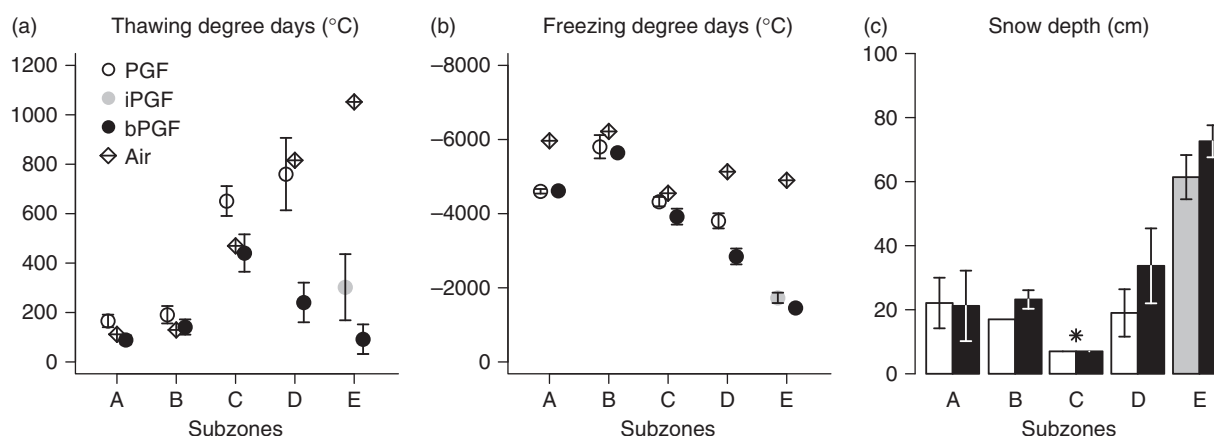 (a) Thawing degree days (°C)
1200
1000
800
600
400
200
0
PGF
iPGF
bPGF
Air
A B C D E
Subzones
(b) Freezing degree days (°C)
–8000
–6000
–4000
–2000
0
A B C D E
Subzones
(c) Snow depth (cm)
100
80
60
40
20
0
*
A B C D E
Subzones